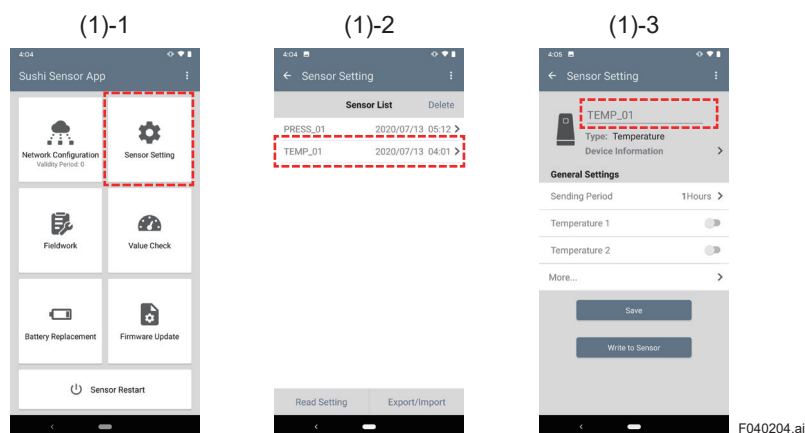 (1)-1
4:04
Sushi Sensor App
Network Configuration
Validity Period: 0
Sensor Setting
Fieldwork
Value Check
Battery Replacement
Firmware Update
Sensor Restart
(1)-2
4:04
Sensor Setting
Sensor List Delete
PRESS_01 2020/07/13 05:12
TEMP_01 2020/07/13 04:01
Read Setting Export/Import
(1)-3
4:05
Sensor Setting
TEMP_01
Type: Temperature
Device Information
General Settings
Sending Period 1Hours
Temperature 1
Temperature 2
More...
Save
Write to Sensor
F040204.ai